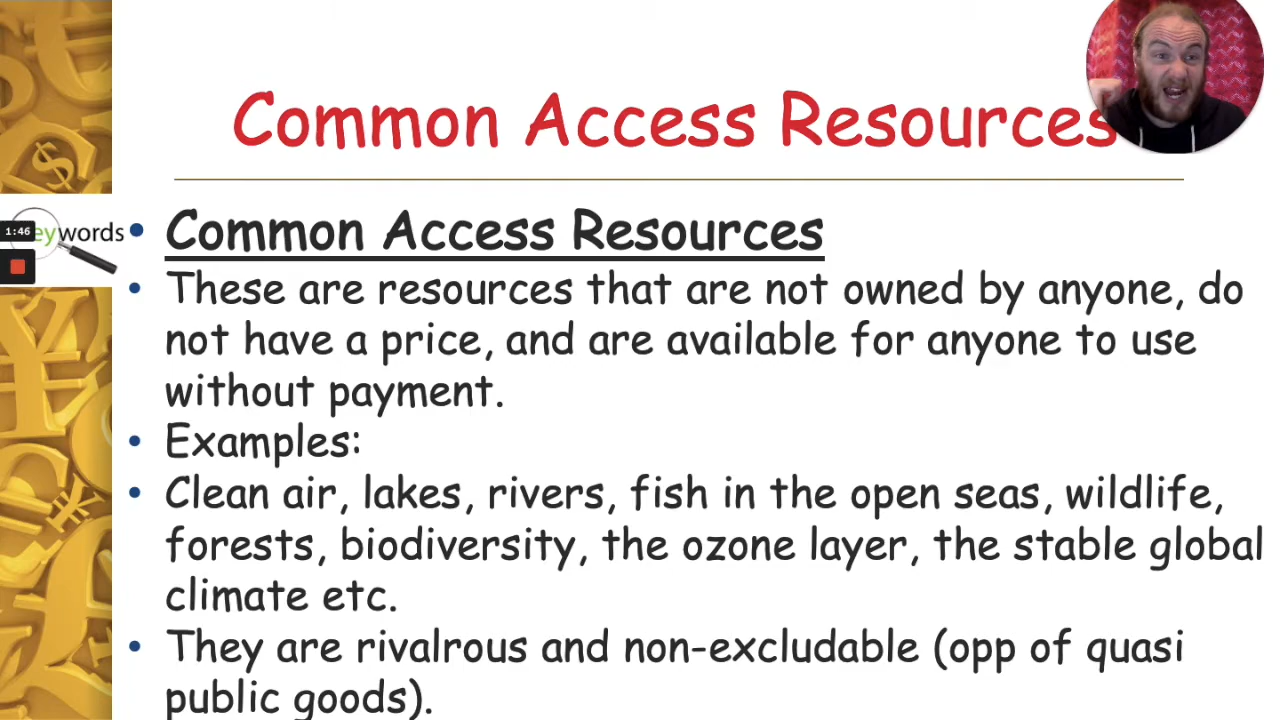 Common Access Resources
1:46
eywords
• Common Access Resources
• These are resources that are not owned by anyone, do
not have a price, and are available for anyone to use
without payment.
• Examples:
• Clean air, lakes, rivers, fish in the open seas, wildlife,
forests, biodiversity, the ozone layer, the stable global
climate etc.
• They are rivalrous and non-excludable (opp of quasi
public goods).